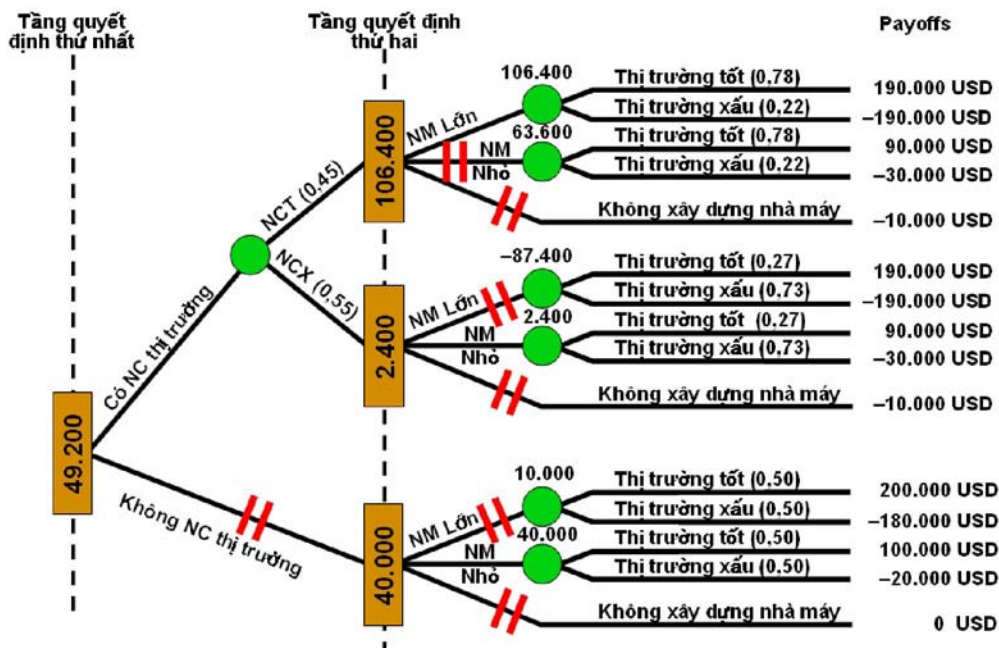 Tầng quyết
định thứ nhất
Tầng quyết định
thứ hai
Payoffs
106.400
Thị trường tốt (0,78)
190.000 USD
NM Lớn
Thị trường xấu (0,22)
–190.000 USD
63.600
Thị trường tốt (0,78)
90.000 USD
NM
Nhỏ
Thị trường xấu (0,22)
–30.000 USD
106.400
NCT (0,45)
Không xây dựng nhà máy
–10.000 USD
–87.400
Thị trường tốt (0,27)
190.000 USD
NCX (0,55)
NM Lớn
Thị trường xấu (0,73)
–190.000 USD
2.400
Thị trường tốt (0,27)
90.000 USD
NM
Nhỏ
Thị trường xấu (0,73)
–30.000 USD
2.400
Có NC thị trường
Không xây dựng nhà máy
–10.000 USD
49.200
10.000
Thị trường tốt (0,50)
200.000 USD
Không NC thị trường
NM Lớn
Thị trường xấu (0,50)
–180.000 USD
40.000
Thị trường tốt (0,50)
100.000 USD
NM
Nhỏ
Thị trường xấu (0,50)
–20.000 USD
40.000
Không xây dựng nhà máy
0 USD